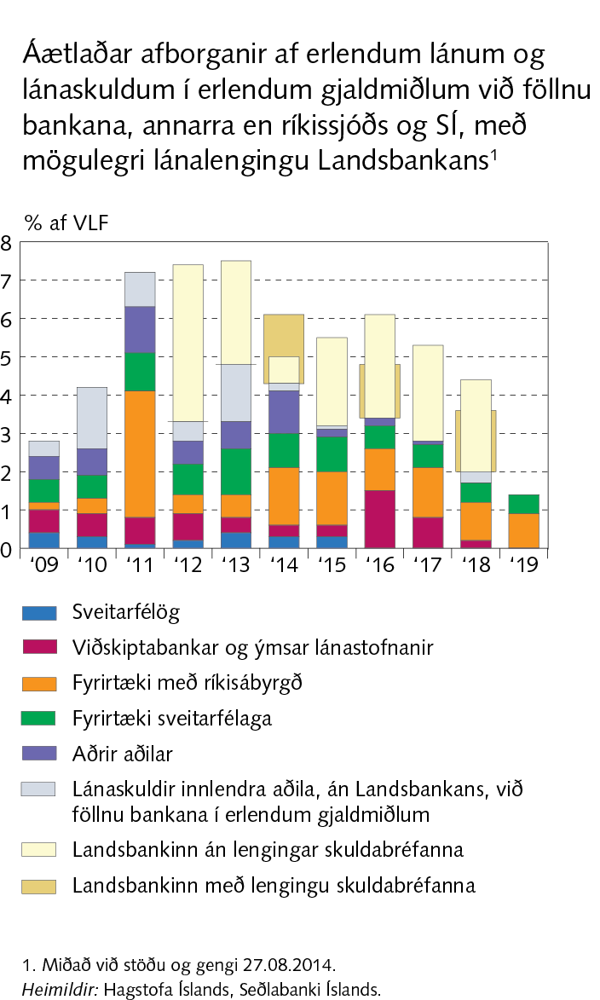 Áætlaðar afborganir af erlendum lánum og
lánaskuldum í erlendum gjaldmiðlum við föllnu
bankana, annarra en ríkissjóðs og SÍ, með
mögulegri lánalengingu Landsbankans1
% af VLF
8
7
6
5
4
3
2
1
0
‘09 ‘10 ‘11 ‘12 ‘13 ‘14 ‘15 ‘16 ‘17 ‘18 ‘19
Sveitarfélög
Viðskiptabankar og ýmsar lánastofnanir
Fyrirtæki með ríkisábyrgð
Fyrirtæki sveitarfélaga
Aðrir aðilar
Lánaskuldir innlendra aðila, án Landsbankans, við
föllnu bankana í erlendum gjaldmiðlum
Landsbankinn án lengingar skuldabréfanna
Landsbankinn með lengingu skuldabréfanna
1. Miðað við stöðu og gengi 27.08.2014.
Heimildir: Hagstofa Íslands, Seðlabanki Íslands.